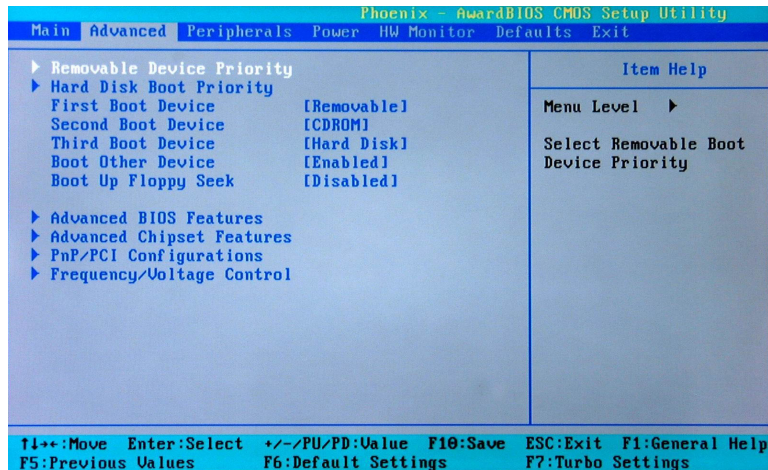 Phoenix - AwardBIOS CMOS Setup Utility
Main Advanced Peripherals Power HW Monitor Defaults Exit
▶ Removable Device Priority
▶ Hard Disk Boot Priority
First Boot Device [Removable]
Second Boot Device [CDROM]
Third Boot Device [Hard Disk]
Boot Other Device [Enabled]
Boot Up Floppy Seek [Disabled]
▶ Advanced BIOS Features
▶ Advanced Chipset Features
▶ PnP/PCI Configurations
▶ Frequency/Voltage Control
Item Help
Menu Level ▶
Select Removable Boot
Device Priority
↑↓→←:Move Enter:Select +/-/PU/PD:Value F10:Save ESC:Exit F1:General Help
F5:Previous Values F6:Default Settings F7:Turbo Settings